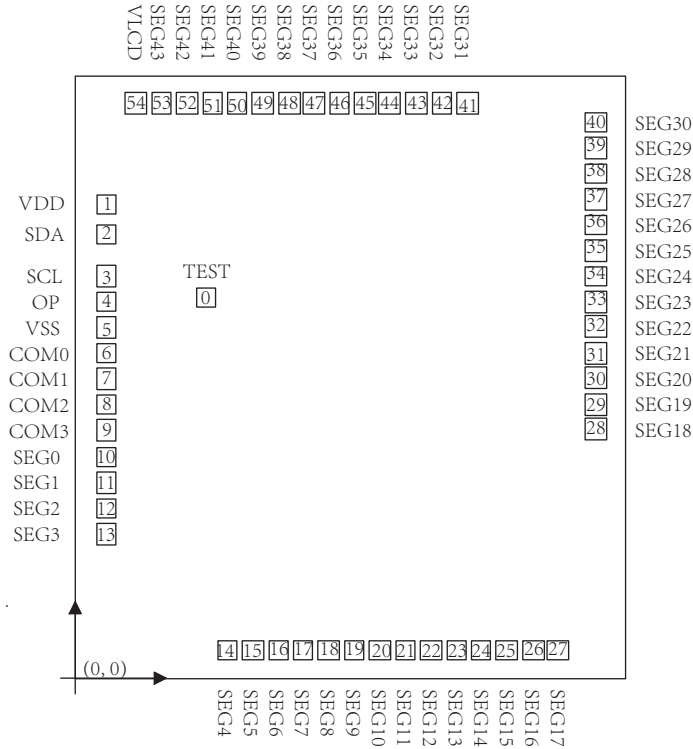 VLCD SEG43 SEG42 SEG41 SEG40 SEG39 SEG38 SEG37 SEG36 SEG35 SEG34 SEG33 SEG32 SEG31
54 53 52 51 50 49 48 47 46 45 44 43 42 41
40 SEG30
39 SEG29
38 SEG28
37 SEG27
VDD 1
36 SEG26
SDA 2
35 SEG25
SCL 3 TEST 34 SEG24
OP 4 0 33 SEG23
VSS 5 32 SEG22
COM0 6 31 SEG21
COM1 7 30 SEG20
COM2 8 29 SEG19
COM3 9 28 SEG18
SEG0 10
SEG1 11
SEG2 12
SEG3 13
14 15 16 17 18 19 20 21 22 23 24 25 26 27
(0, 0)
SEG4 SEG5 SEG6 SEG7 SEG8 SEG9 SEG10 SEG11 SEG12 SEG13 SEG14 SEG15 SEG16 SEG17